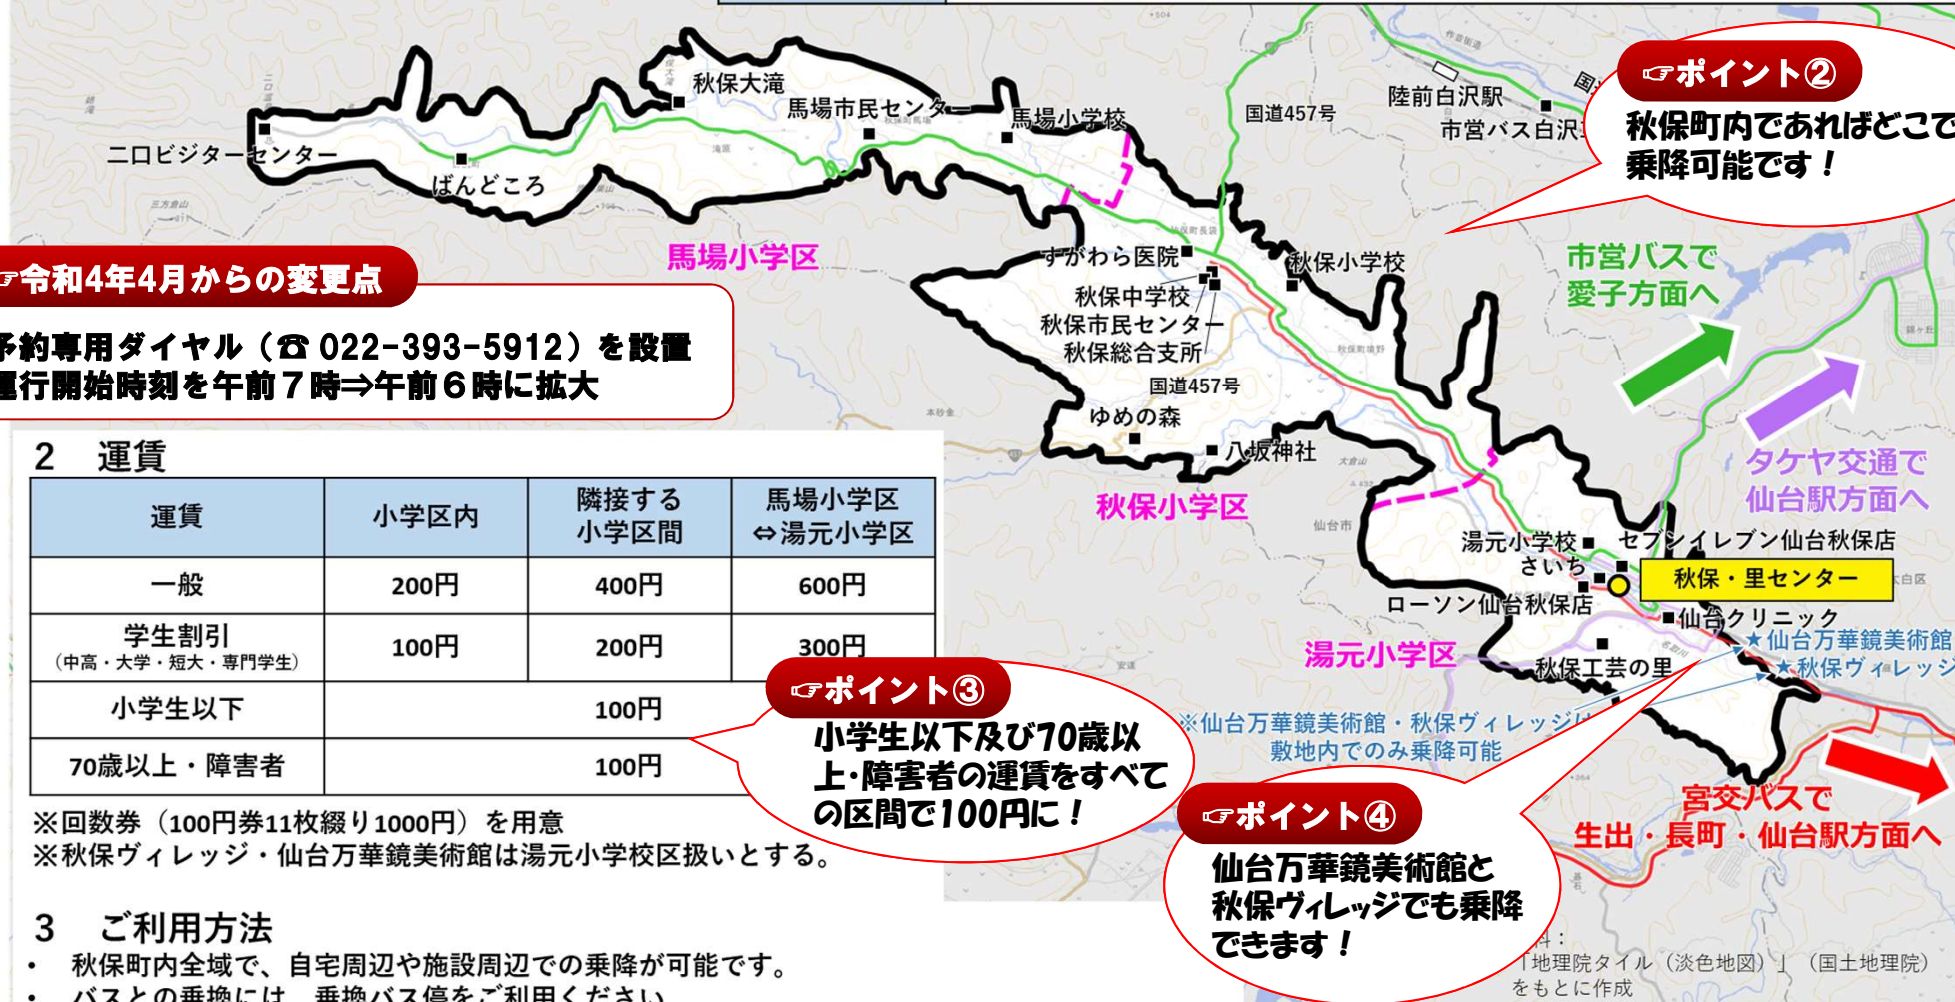 秋保大滝
馬場市民センター
馬場小学校
二口ビジターセンター
ばんどころ
国道457号
陸前白沢駅
市営バス白沢
☞ポイント②
秋保町内であればどこで
乗降可能です！
馬場小学区
☞令和4年4月からの変更点
予約専用ダイヤル（☎ 022-393-5912）を設置
運行開始時刻を午前７時⇒午前６時に拡大
すがわら医院
秋保小学校
秋保中学校
秋保市民センター
秋保総合支所
国道457号
ゆめの森
八坂神社
秋保小学区
市営バスで
愛子方面へ
タケヤ交通で
仙台駅方面へ
湯元小学校
セブンイレブン仙台秋保店
さいち
秋保・里センター
ローソン仙台秋保店
仙台クリニック
湯元小学区
秋保工芸の里
★仙台万華鏡美術館
★秋保ヴィレッジ
※仙台万華鏡美術館・秋保ヴィレッジは
敷地内でのみ乗降可能
宮交バスで
生出・長町・仙台駅方面へ
2　運賃
運賃　小学区内　隣接する小学区間　馬場小学区⇔湯元小学区
一般　200円　400円　600円
学生割引　100円　200円　300円
（中高・大学・短大・専門学生）
小学生以下　100円
70歳以上・障害者　100円
※回数券（100円券11枚綴り1000円）を用意
※秋保ヴィレッジ・仙台万華鏡美術館は湯元小学校区扱いとする。
☞ポイント③
小学生以下及び70歳以
上・障害者の運賃をすべて
の区間で100円に！
☞ポイント④
仙台万華鏡美術館と
秋保ヴィレッジでも乗降
できます！
3　ご利用方法
・　秋保町内全域で、自宅周辺や施設周辺での乗降が可能です。
・　バスとの乗換には、乗換バス停をご利用ください
「地理院タイル（淡色地図）」（国土地理院）
をもとに作成